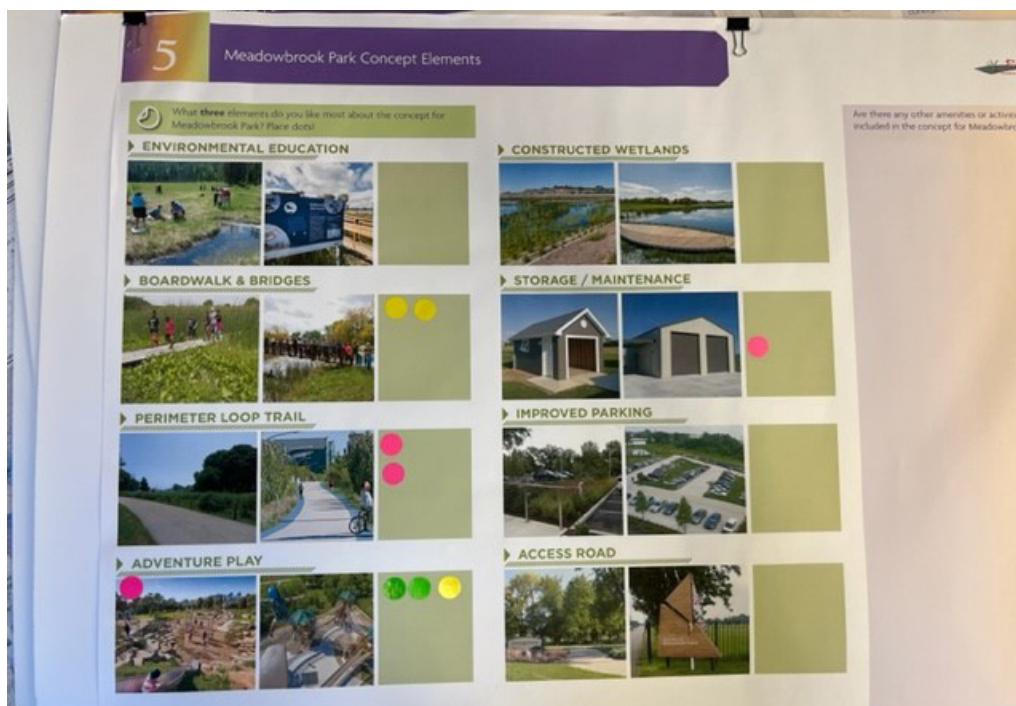 5
Meadowbrook Park Concept Elements
What three elements do you like most about the concept for
Meadowbrook Park? Place dots!
ENVIRONMENTAL EDUCATION
BOARDWALK & BRIDGES
PERIMETER LOOP TRAIL
ADVENTURE PLAY
CONSTRUCTED WETLANDS
STORAGE / MAINTENANCE
IMPROVED PARKING
ACCESS ROAD
Are there any other amenities or activi
included in the concept for Meadowbro